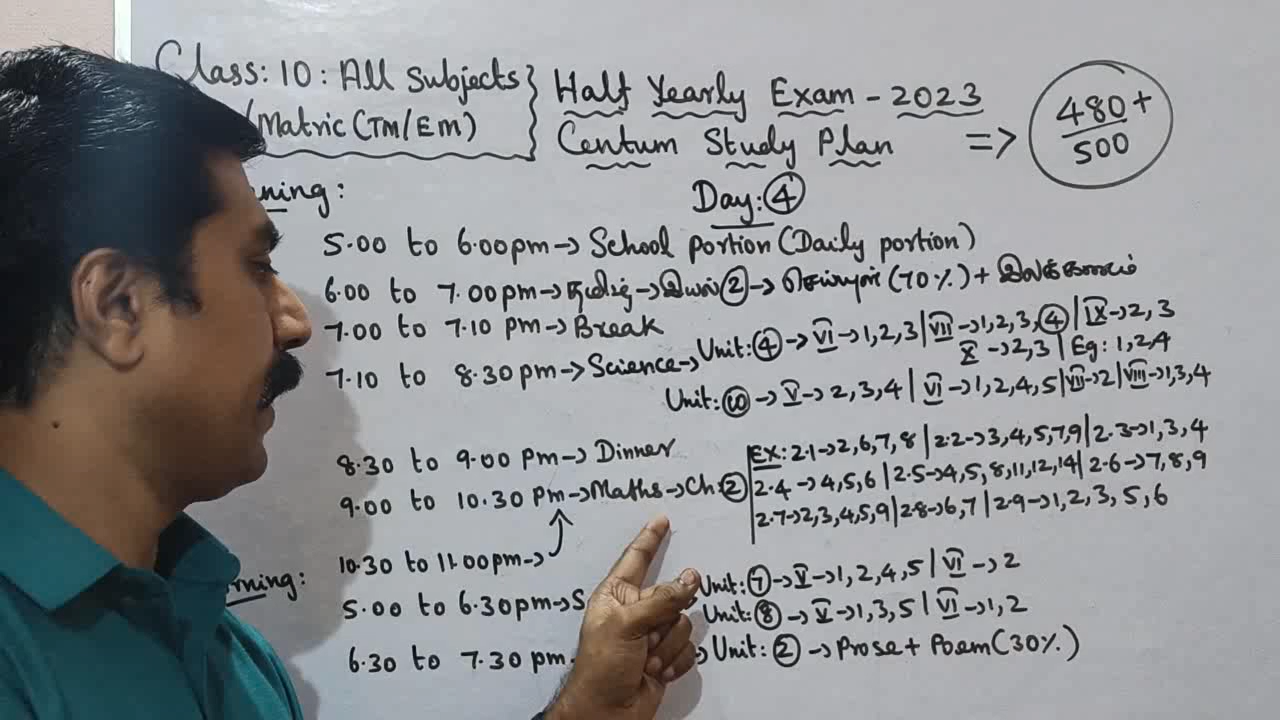 Class: 10: All Subjects
/Matric (TM/EM)
Half Yearly Exam - 2023
Centum Study Plan => 480+/500
Day: 4
ning:
5.00 to 6.00pm → School portion (Daily portion)
6.00 to 7.00pm → தமிழ் → இயல் 2 → செய்யுள் (70%) + இலக்கணம்
7.00 to 7.10 pm → Break
7.10 to 8.30pm → Science → Unit: 4 → VI → 1, 2, 3 | VII → 1, 2, 3, 4 | IX → 2, 3
X → 2, 3 | Eg: 1, 2, 4
Unit: 10 → V → 2, 3, 4 | VI → 1, 2, 4, 5 | VII → 2 | VIII → 1, 3, 4
8.30 to 9.00 pm → Dinner
9.00 to 10.30 pm → Maths → Ch: 2
EX: 2.1 → 2, 6, 7, 8 | 2.2 → 3, 4, 5, 7, 9 | 2.3 → 1, 3, 4
2.4 → 4, 5, 6 | 2.5 → 4, 5, 8, 11, 12, 14 | 2.6 → 7, 8, 9
2.7 → 2, 3, 4, 5, 9 | 2.8 → 6, 7 | 2.9 → 1, 2, 3, 5, 6
10.30 to 11.00pm →
rning:
5.00 to 6.30pm → S
Unit: 7 → V → 1, 2, 4, 5 | VI → 2
Unit: 8 → V → 1, 3, 5 | VI → 1, 2
6.30 to 7.30 pm → Unit: 2 → Prose + Poem (30%)